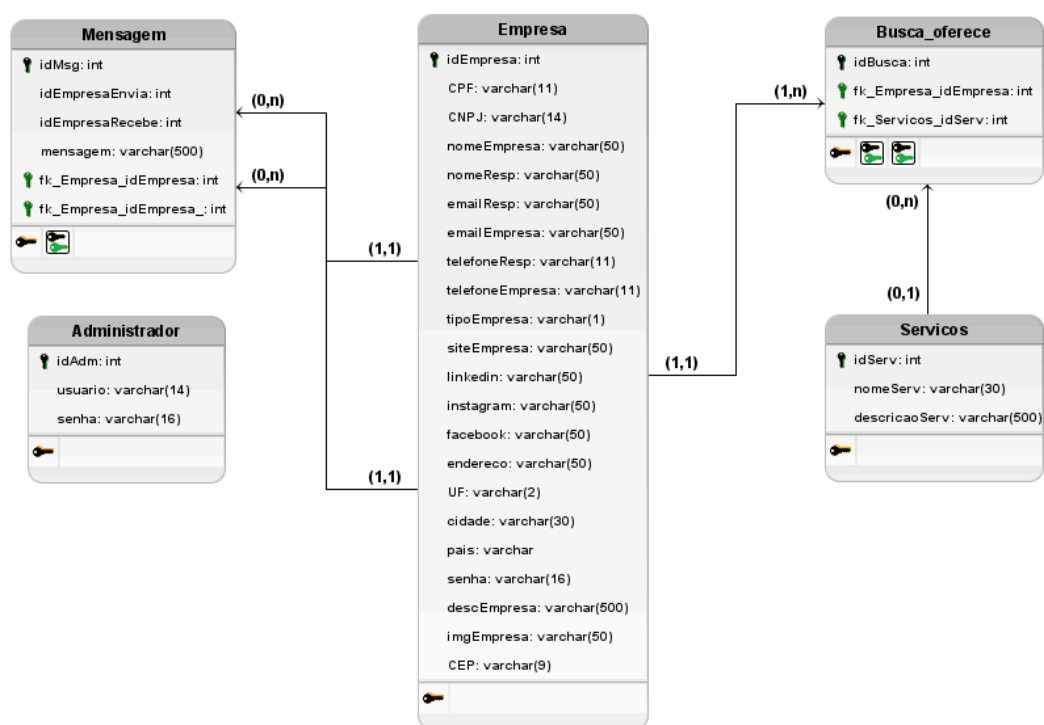 Mensagem
idMsg: int
idEmpresaEnvia: int
idEmpresaRecebe: int
mensagem: varchar(500)
fk_Empresa_idEmpresa: int
fk_Empresa_idEmpresa_: int
(0,n)
(0,n)
(1,1)
(1,1)
Administrador
idAdm: int
usuario: varchar(14)
senha: varchar(16)
Empresa
idEmpresa: int
CPF: varchar(11)
CNPJ: varchar(14)
nomeEmpresa: varchar(50)
nomeResp: varchar(50)
emailResp: varchar(50)
emailEmpresa: varchar(50)
telefoneResp: varchar(11)
telefoneEmpresa: varchar(11)
tipoEmpresa: varchar(1)
siteEmpresa: varchar(50)
linkedin: varchar(50)
instagram: varchar(50)
facebook: varchar(50)
endereco: varchar(50)
UF: varchar(2)
cidade: varchar(30)
pais: varchar
senha: varchar(16)
descEmpresa: varchar(500)
imgEmpresa: varchar(50)
CEP: varchar(9)
(1,n)
(1,1)
Busca_oferece
idBusca: int
fk_Empresa_idEmpresa: int
fk_Servicos_idServ: int
(0,n)
(0,1)
Servicos
idServ: int
nomeServ: varchar(30)
descricaoServ: varchar(500)